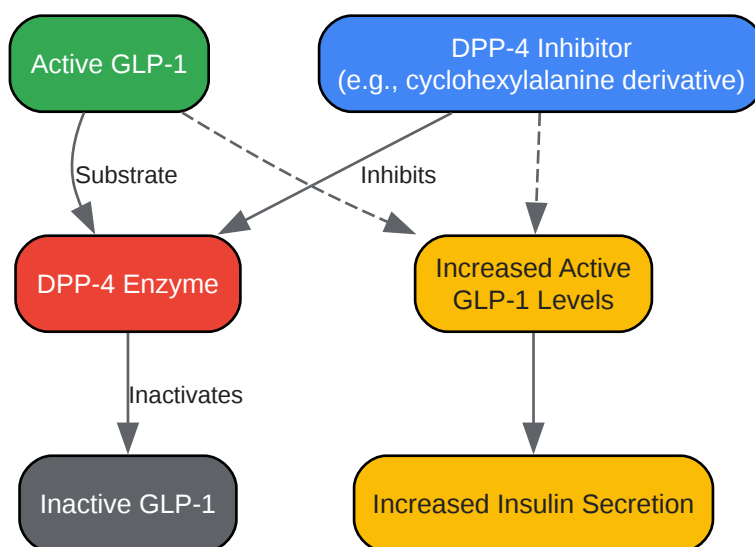 Active GLP-1
DPP-4 Inhibitor
(e.g., cyclohexylalanine derivative)
Substrate
Inhibits
DPP-4 Enzyme
Increased Active
GLP-1 Levels
Inactivates
Inactive GLP-1
Increased Insulin Secretion